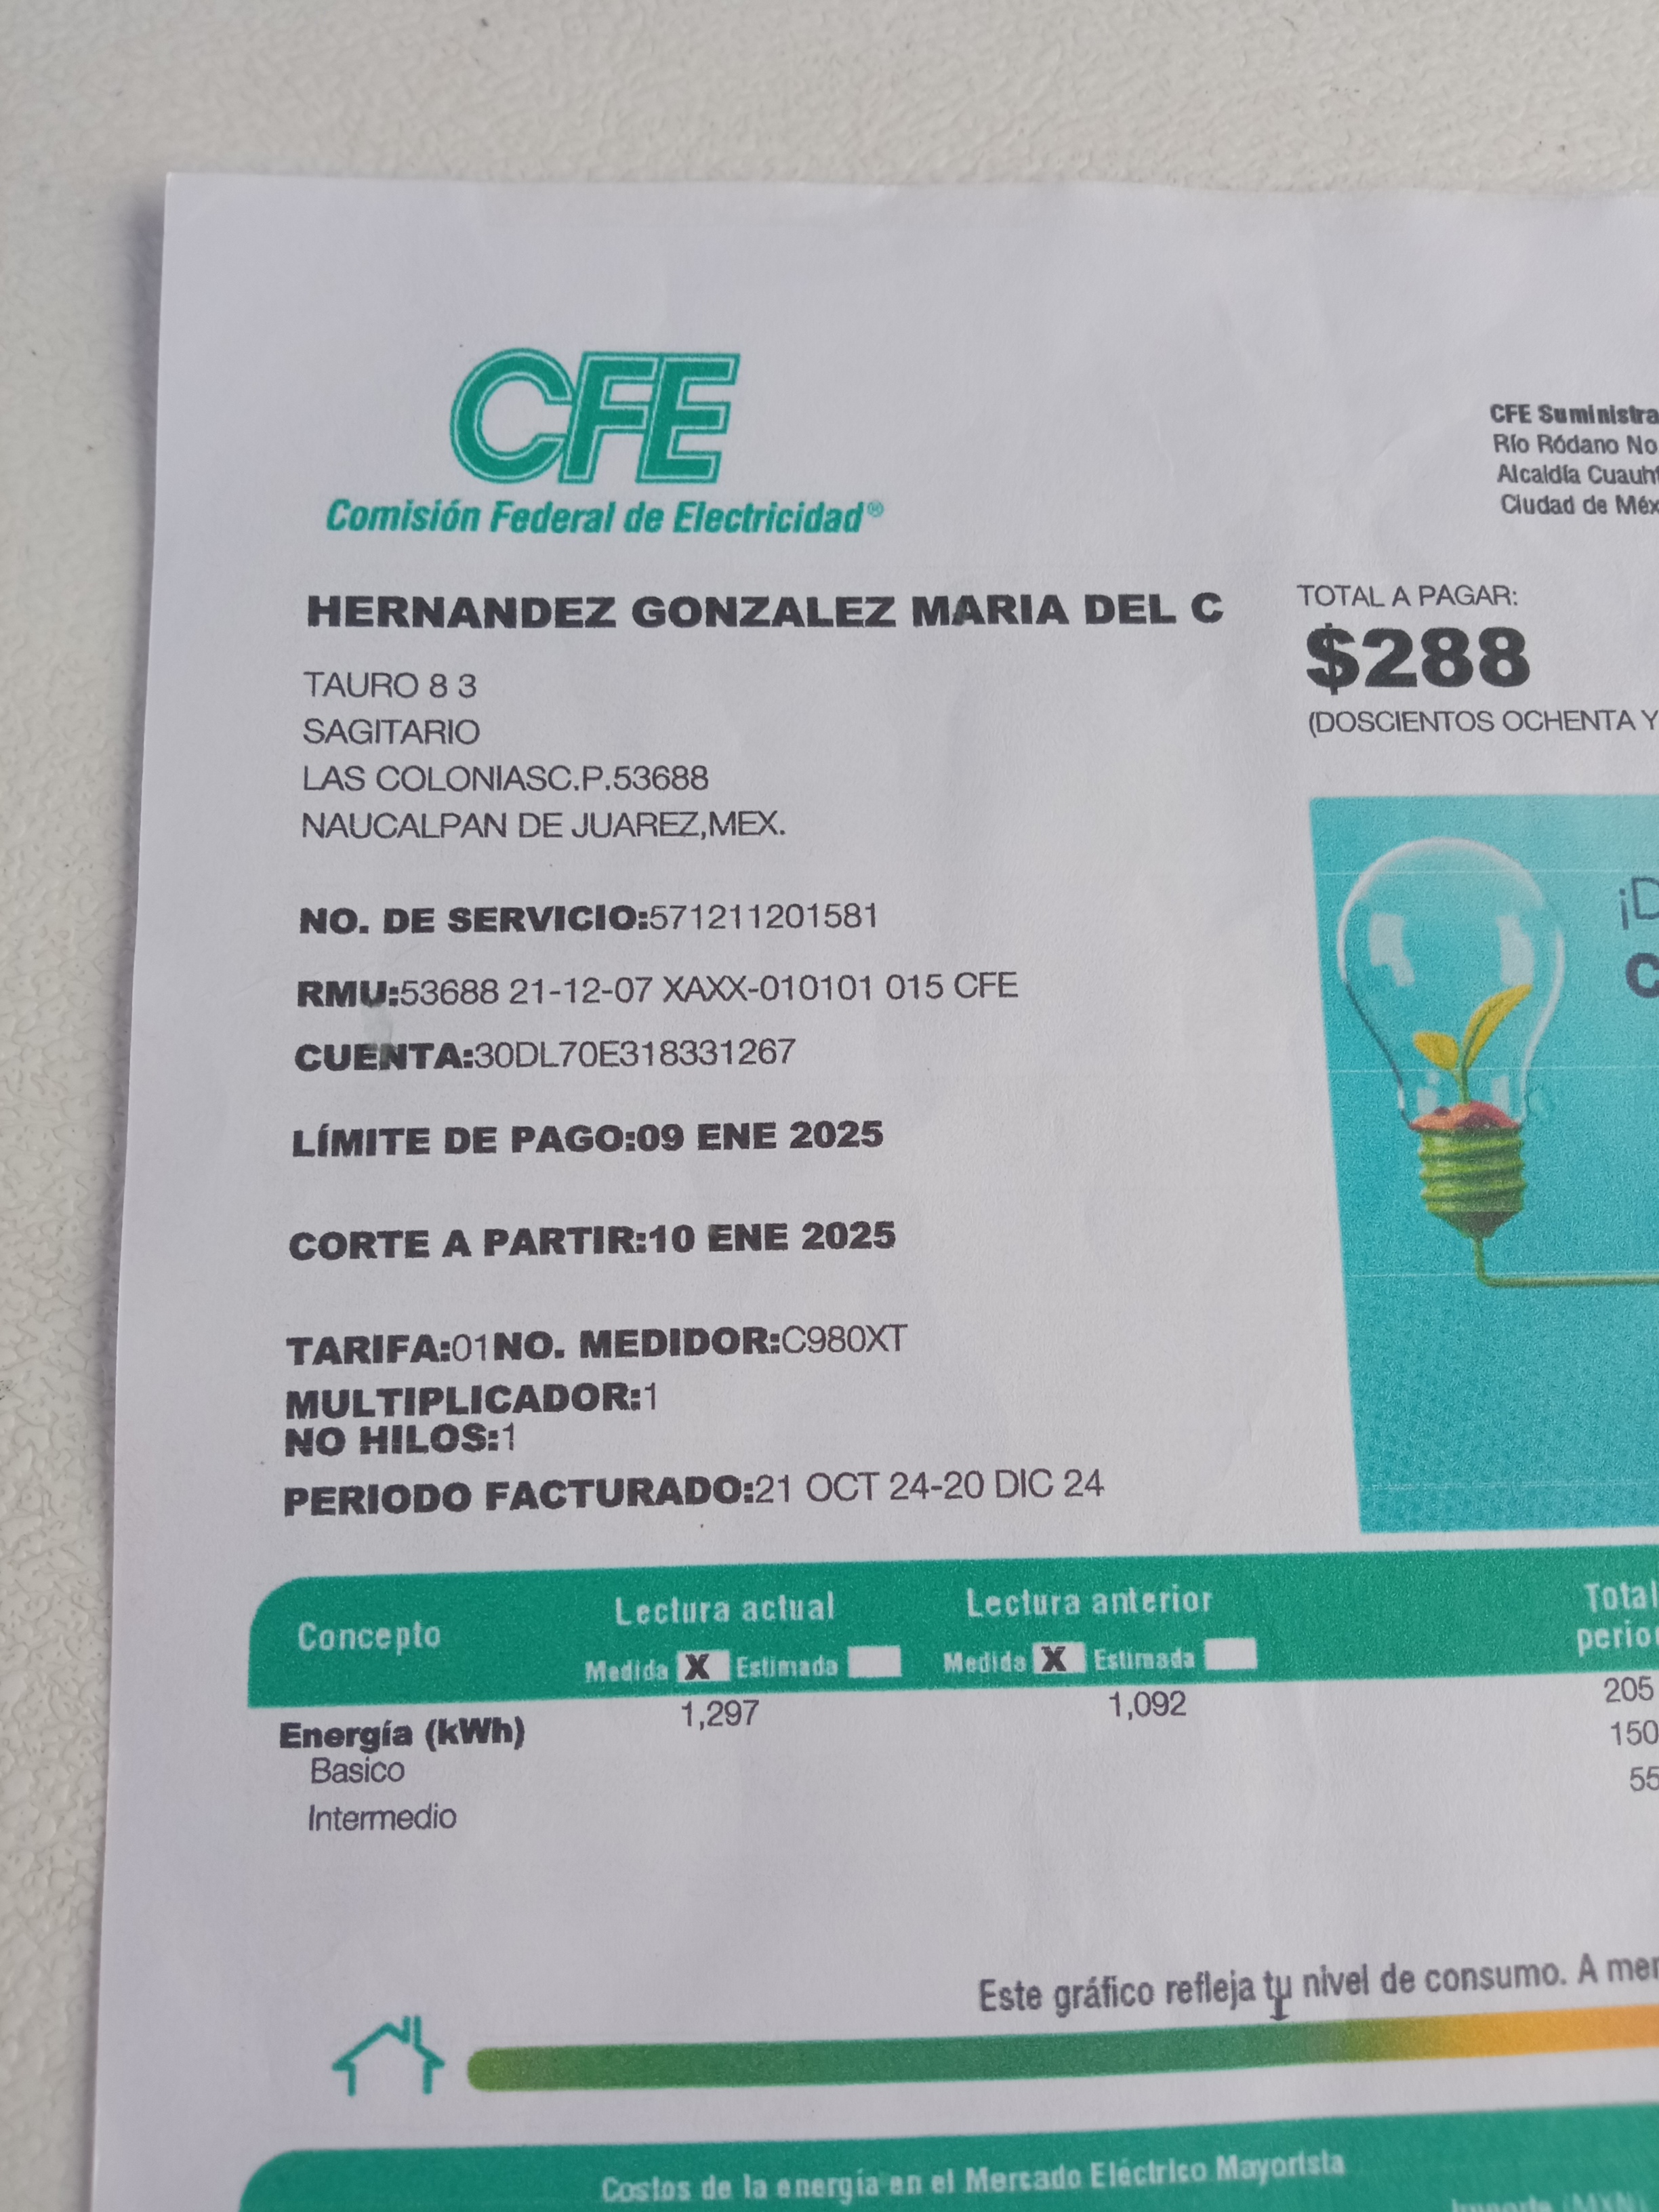 CFE
Comisión Federal de Electricidad®
CFE Suministra
Río Ródano No
Alcaldía Cuauht
Ciudad de Méx
HERNANDEZ GONZALEZ MARIA DEL C
TAURO 8 3
SAGITARIO
LAS COLONIASC.P.53688
NAUCALPAN DE JUAREZ,MEX.
TOTAL A PAGAR:
$288
(DOSCIENTOS OCHENTA Y
NO. DE SERVICIO:571211201581
RMU:53688 21-12-07 XAXX-010101 015 CFE
CUENTA:30DL70E318331267
LÍMITE DE PAGO:09 ENE 2025
CORTE A PARTIR:10 ENE 2025
TARIFA:01NO. MEDIDOR:C980XT
MULTIPLICADOR:1
NO HILOS:1
PERIODO FACTURADO:21 OCT 24-20 DIC 24
¡D
C
Concepto Lectura actual Lectura anterior Total
Medida X Estimada Medida X Estimada perio
Energía (kWh) 1,297 1,092 205
Basico 150
Intermedio 55
Este gráfico refleja tu nivel de consumo. A men
Costos de la energía en el Mercado Eléctrico Mayorista
Importe (MXN)